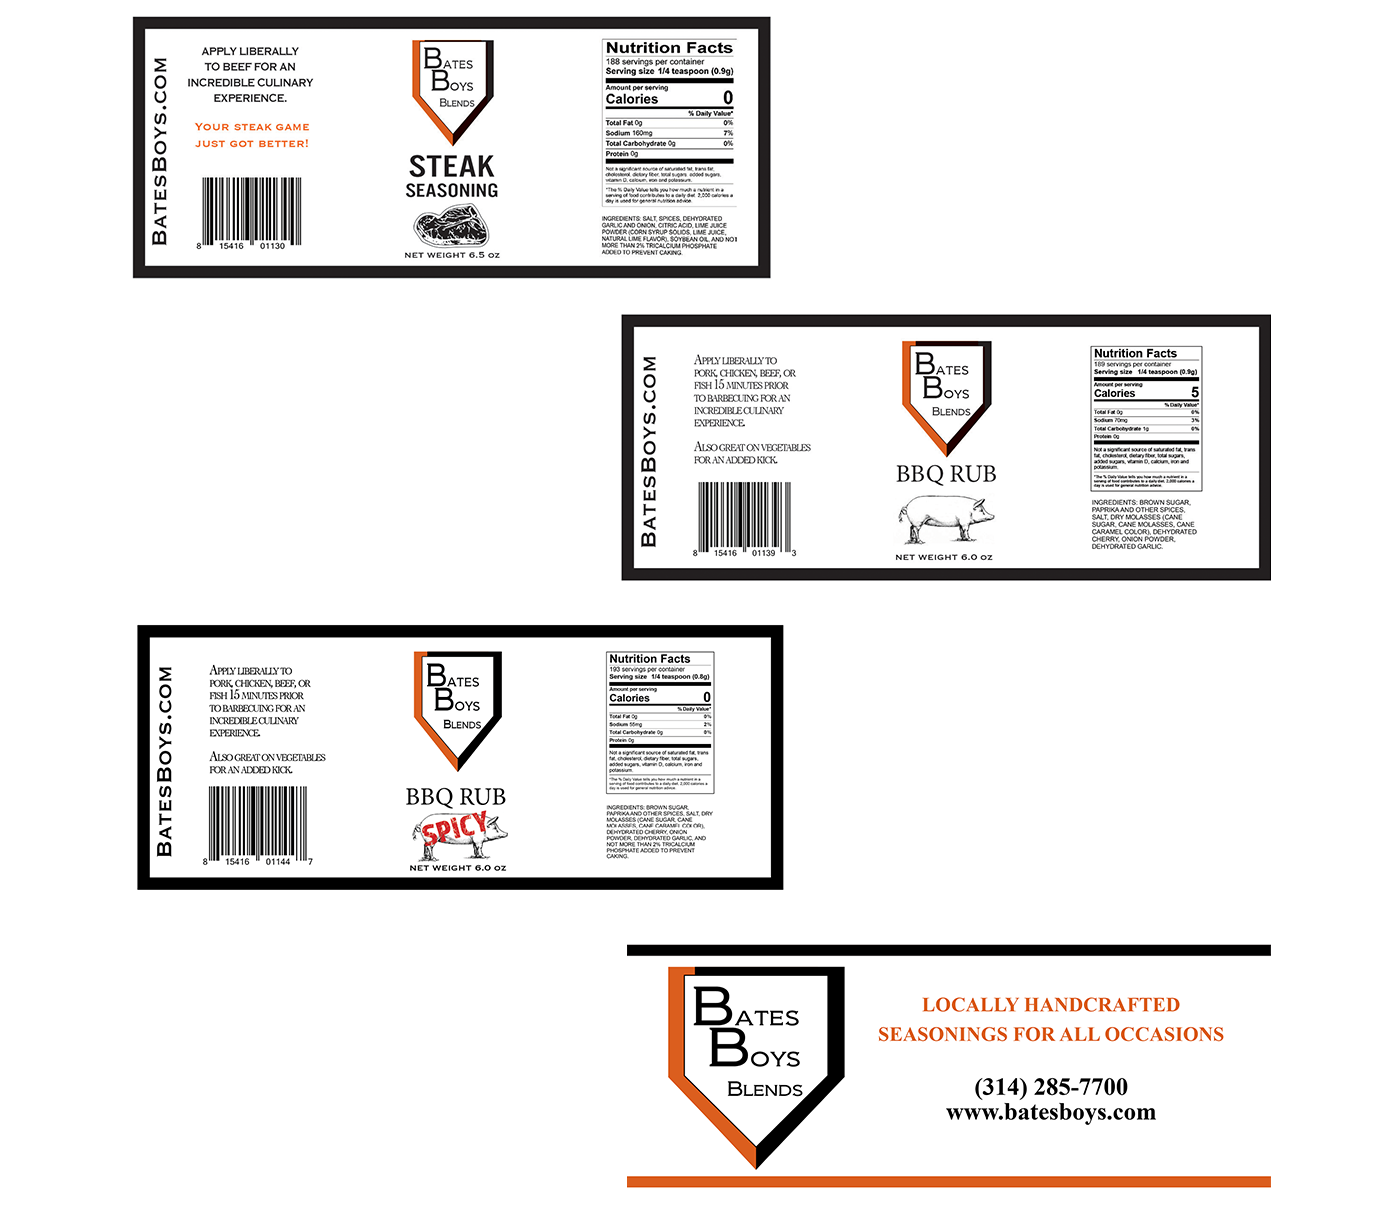 BATESBOYS.COM
APPLY LIBERALLY
TO BEEF FOR AN
INCREDIBLE CULINARY
EXPERIENCE.
YOUR STEAK GAME
JUST GOT BETTER!
8 15416 01130
BATES
BOYS
BLENDS
STEAK
SEASONING
NET WEIGHT 6.5 OZ
Nutrition Facts
188 servings per container
Serving size 1/4 teaspoon (0.9g)
Amount per serving
Calories 0
% Daily Value*
Total Fat 0g 0%
Sodium 160mg 7%
Total Carbohydrate 0g 0%
Protein 0g
Not a significant source of saturated fat, trans fat,
cholesterol, dietary fiber, total sugars, added sugars,
vitamin D, calcium, iron and potassium.
*The % Daily Value tells you how much a nutrient in a
serving of food contributes to a daily diet. 2,000 calories a
day is used for general nutrition advice.
INGREDIENTS: SALT, SPICES, DEHYDRATED
GARLIC AND ONION, CITRIC ACID, LIME JUICE
POWDER (CORN SYRUP SOLIDS, LIME JUICE,
NATURAL LIME FLAVOR), SOYBEAN OIL, AND NOT
MORE THAN 2% TRICALCIUM PHOSPHATE
ADDED TO PREVENT CAKING.
BATESBOYS.COM
APPLY LIBERALLY TO
PORK, CHICKEN, BEEF, OR
FISH 15 MINUTES PRIOR
TO BARBECUING FOR AN
INCREDIBLE CULINARY
EXPERIENCE.
ALSO GREAT ON VEGETABLES
FOR AN ADDED KICK.
8 15416 01139 3
BATES
BOYS
BLENDS
BBQ RUB
NET WEIGHT 6.0 OZ
Nutrition Facts
189 servings per container
Serving size 1/4 teaspoon (0.9g)
Amount per serving
Calories 5
% Daily Value*
Total Fat 0g 0%
Sodium 70mg 3%
Total Carbohydrate 1g 0%
Protein 0g
Not a significant source of saturated fat, trans
fat, cholesterol, dietary fiber, total sugars,
added sugars, vitamin D, calcium, iron and
potassium.
*The % Daily Value tells you how much a nutrient in a
serving of food contributes to a daily diet. 2,000 calories a
day is used for general nutrition advice.
INGREDIENTS: BROWN SUGAR,
PAPRIKA AND OTHER SPICES,
SALT, DRY MOLASSES (CANE
SUGAR, CANE MOLASSES, CANE
CARAMEL COLOR), DEHYDRATED
CHERRY, ONION POWDER,
DEHYDRATED GARLIC.
BATESBOYS.COM
APPLY LIBERALLY TO
PORK, CHICKEN, BEEF, OR
FISH 15 MINUTES PRIOR
TO BARBECUING FOR AN
INCREDIBLE CULINARY
EXPERIENCE.
ALSO GREAT ON VEGETABLES
FOR AN ADDED KICK.
8 15416 01144 7
BATES
BOYS
BLENDS
BBQ RUB
SPICY
NET WEIGHT 6.0 OZ
Nutrition Facts
193 servings per container
Serving size 1/4 teaspoon (0.8g)
Amount per serving
Calories 0
% Daily Value*
Total Fat 0g 0%
Sodium 55mg 2%
Total Carbohydrate 0g 0%
Protein 0g
Not a significant source of saturated fat, trans
fat, cholesterol, dietary fiber, total sugars,
added sugars, vitamin D, calcium, iron and
potassium.
*The % Daily Value tells you how much a nutrient in a
serving of food contributes to a daily diet. 2,000 calories a
day is used for general nutrition advice.
INGREDIENTS: BROWN SUGAR,
PAPRIKA AND OTHER SPICES, SALT, DRY
MOLASSES (CANE SUGAR, CANE
MOLASSES, CANE CARAMEL COLOR),
DEHYDRATED CHERRY, ONION
POWDER, DEHYDRATED GARLIC, AND
NOT MORE THAN 2% TRICALCIUM
PHOSPHATE ADDED TO PREVENT
CAKING.
BATES
BOYS
BLENDS
LOCALLY HANDCRAFTED
SEASONINGS FOR ALL OCCASIONS
(314) 285-7700
www.batesboys.com